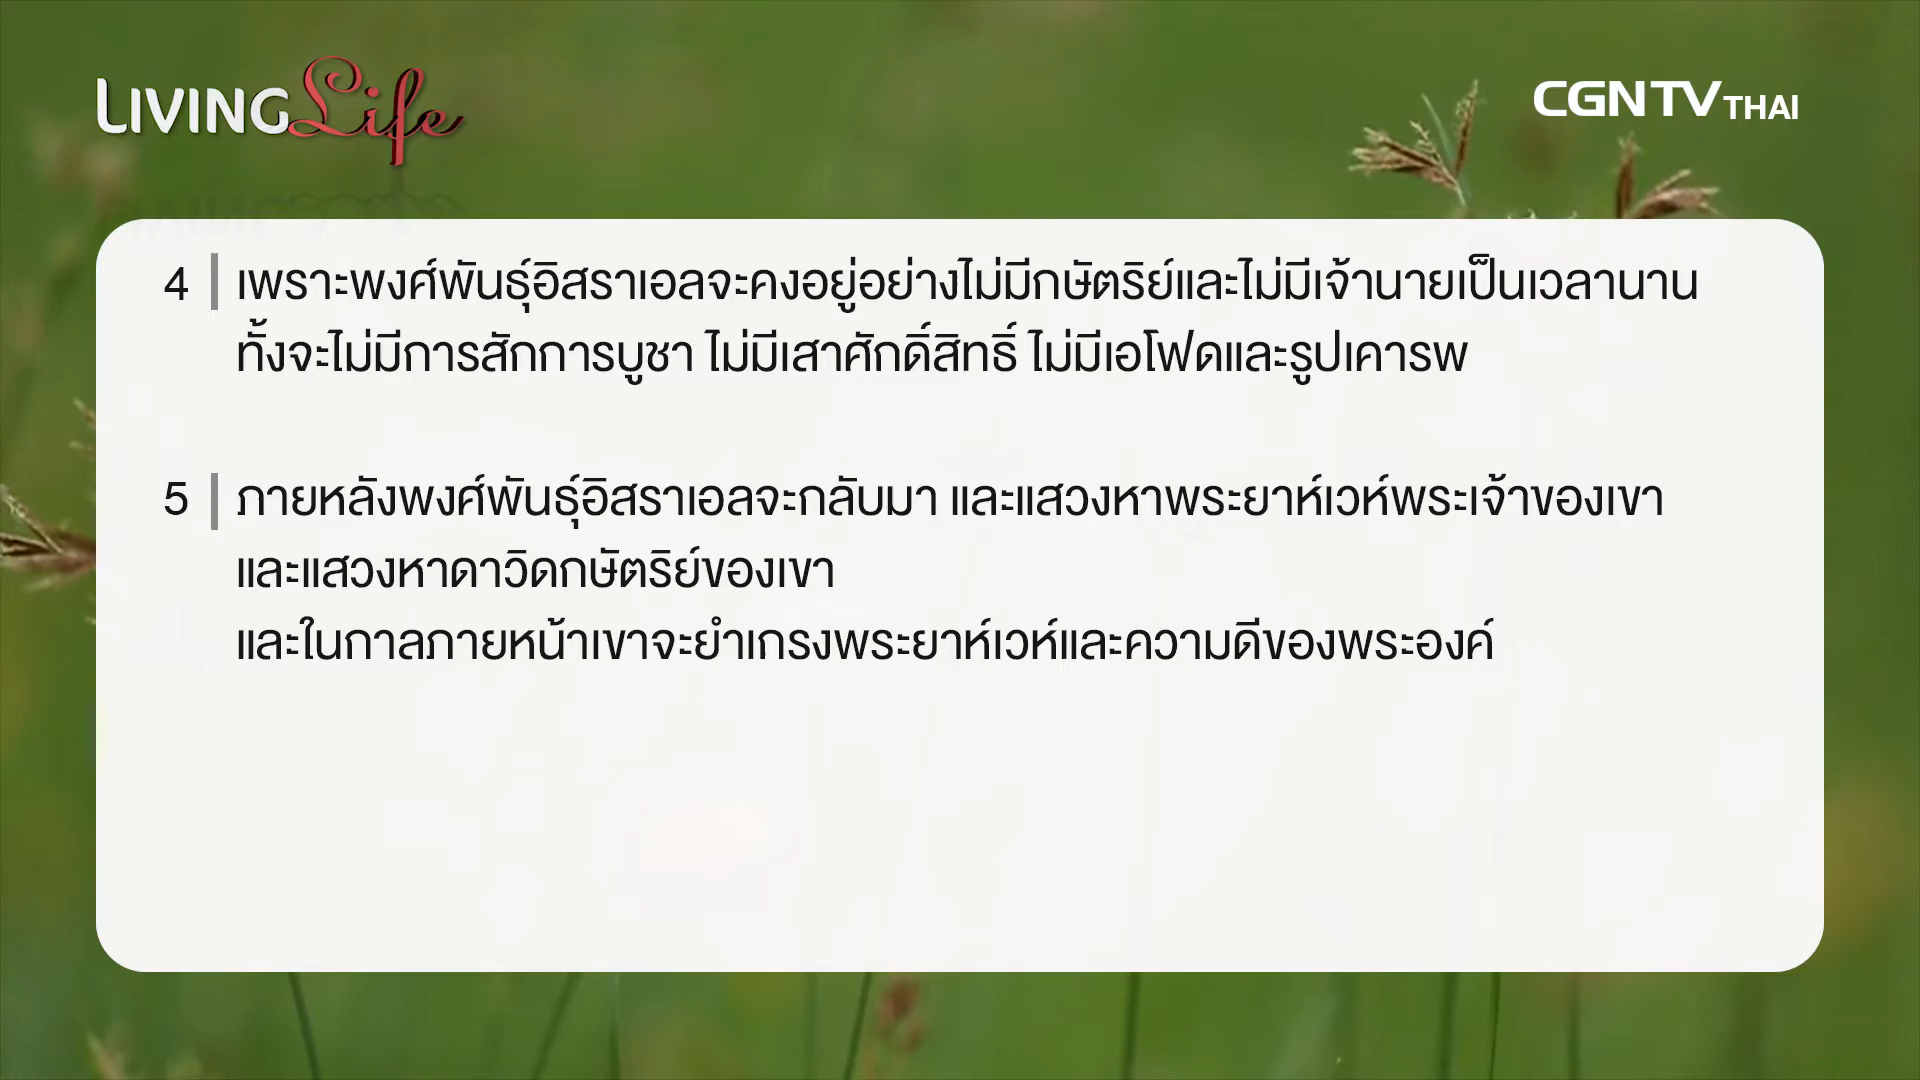 LIVING Life
CGNTV THAI
4 เพราะพงศ์พันธุ์อิสราเอลจะคงอยู่อย่างไม่มีกษัตริย์และไม่มีเจ้านายเป็นเวลานาน
ทั้งจะไม่มีการสักการบูชา ไม่มีเสาศักดิ์สิทธิ์ ไม่มีเอโฟดและรูปเคารพ
5 ภายหลังพงศ์พันธุ์อิสราเอลจะกลับมา และแสวงหาพระยาห์เวห์พระเจ้าของเขา
และแสวงหาดาวิดกษัตริย์ของเขา
และในกาลภายหน้าเขาจะยำเกรงพระยาห์เวห์และความดีของพระองค์